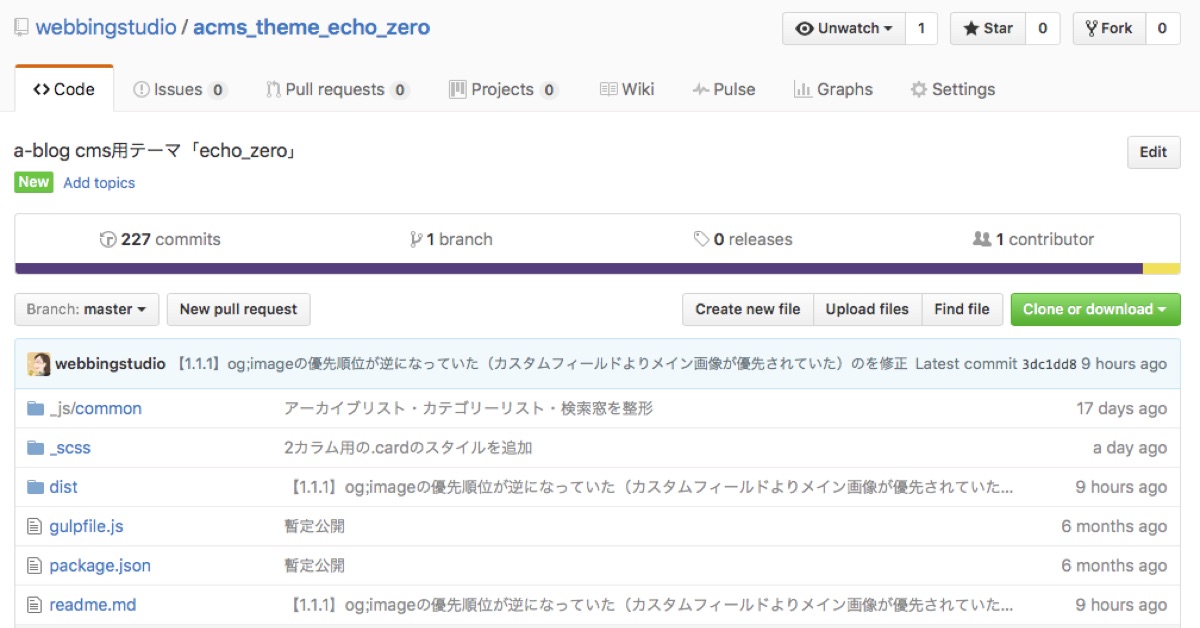 webbingstudio / acms_theme_echo_zero
Unwatch 1 Star 0 Fork 0
Code Issues 0 Pull requests 0 Projects 0 Wiki Pulse Graphs Settings
a-blog cms用テーマ「echo_zero」 Edit
New Add topics
227 commits 1 branch 0 releases 1 contributor
Branch: master New pull request Create new file Upload files Find file Clone or download
webbingstudio 【1.1.1】og;imageの優先順位が逆になっていた（カスタムフィールドよりメイン画像が優先されていた）のを修正 Latest commit 3dc1dd8 9 hours ago
_js/common アーカイブリスト・カテゴリーリスト・検索窓を整形 17 days ago
_scss 2カラム用の.cardのスタイルを追加 a day ago
dist 【1.1.1】og;imageの優先順位が逆になっていた（カスタムフィールドよりメイン画像が優先されていた... 9 hours ago
gulpfile.js 暫定公開 6 months ago
package.json 暫定公開 6 months ago
readme.md 【1.1.1】og;imageの優先順位が逆になっていた（カスタムフィールドよりメイン画像が優先されていた... 9 hours ago